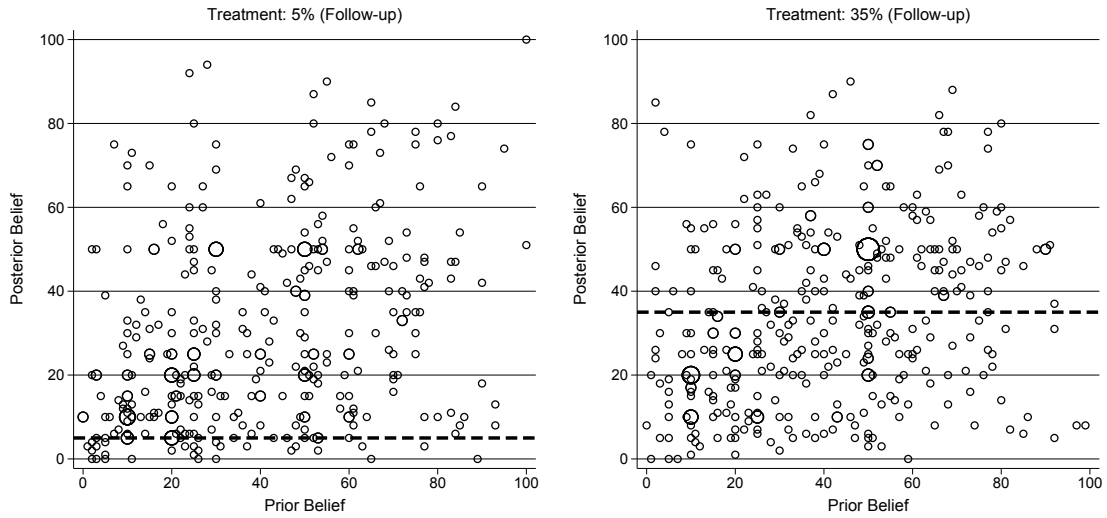 Treatment: 5% (Follow-up)
100
80
60
40
20
0
Posterior Belief
0 20 40 60 80 100
Prior Belief
Treatment: 35% (Follow-up)
100
80
60
40
20
0
Posterior Belief
0 20 40 60 80 100
Prior Belief